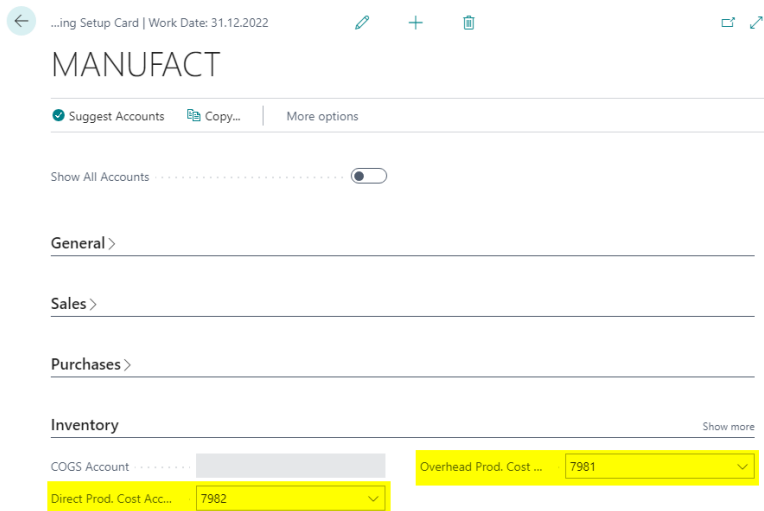 ...ing Setup Card | Work Date: 31.12.2022
MANUFACT
Suggest Accounts Copy... More options
Show All Accounts
General
Sales
Purchases
Inventory Show more
COGS Account Overhead Prod. Cost ... 7981
Direct Prod. Cost Acc... 7982